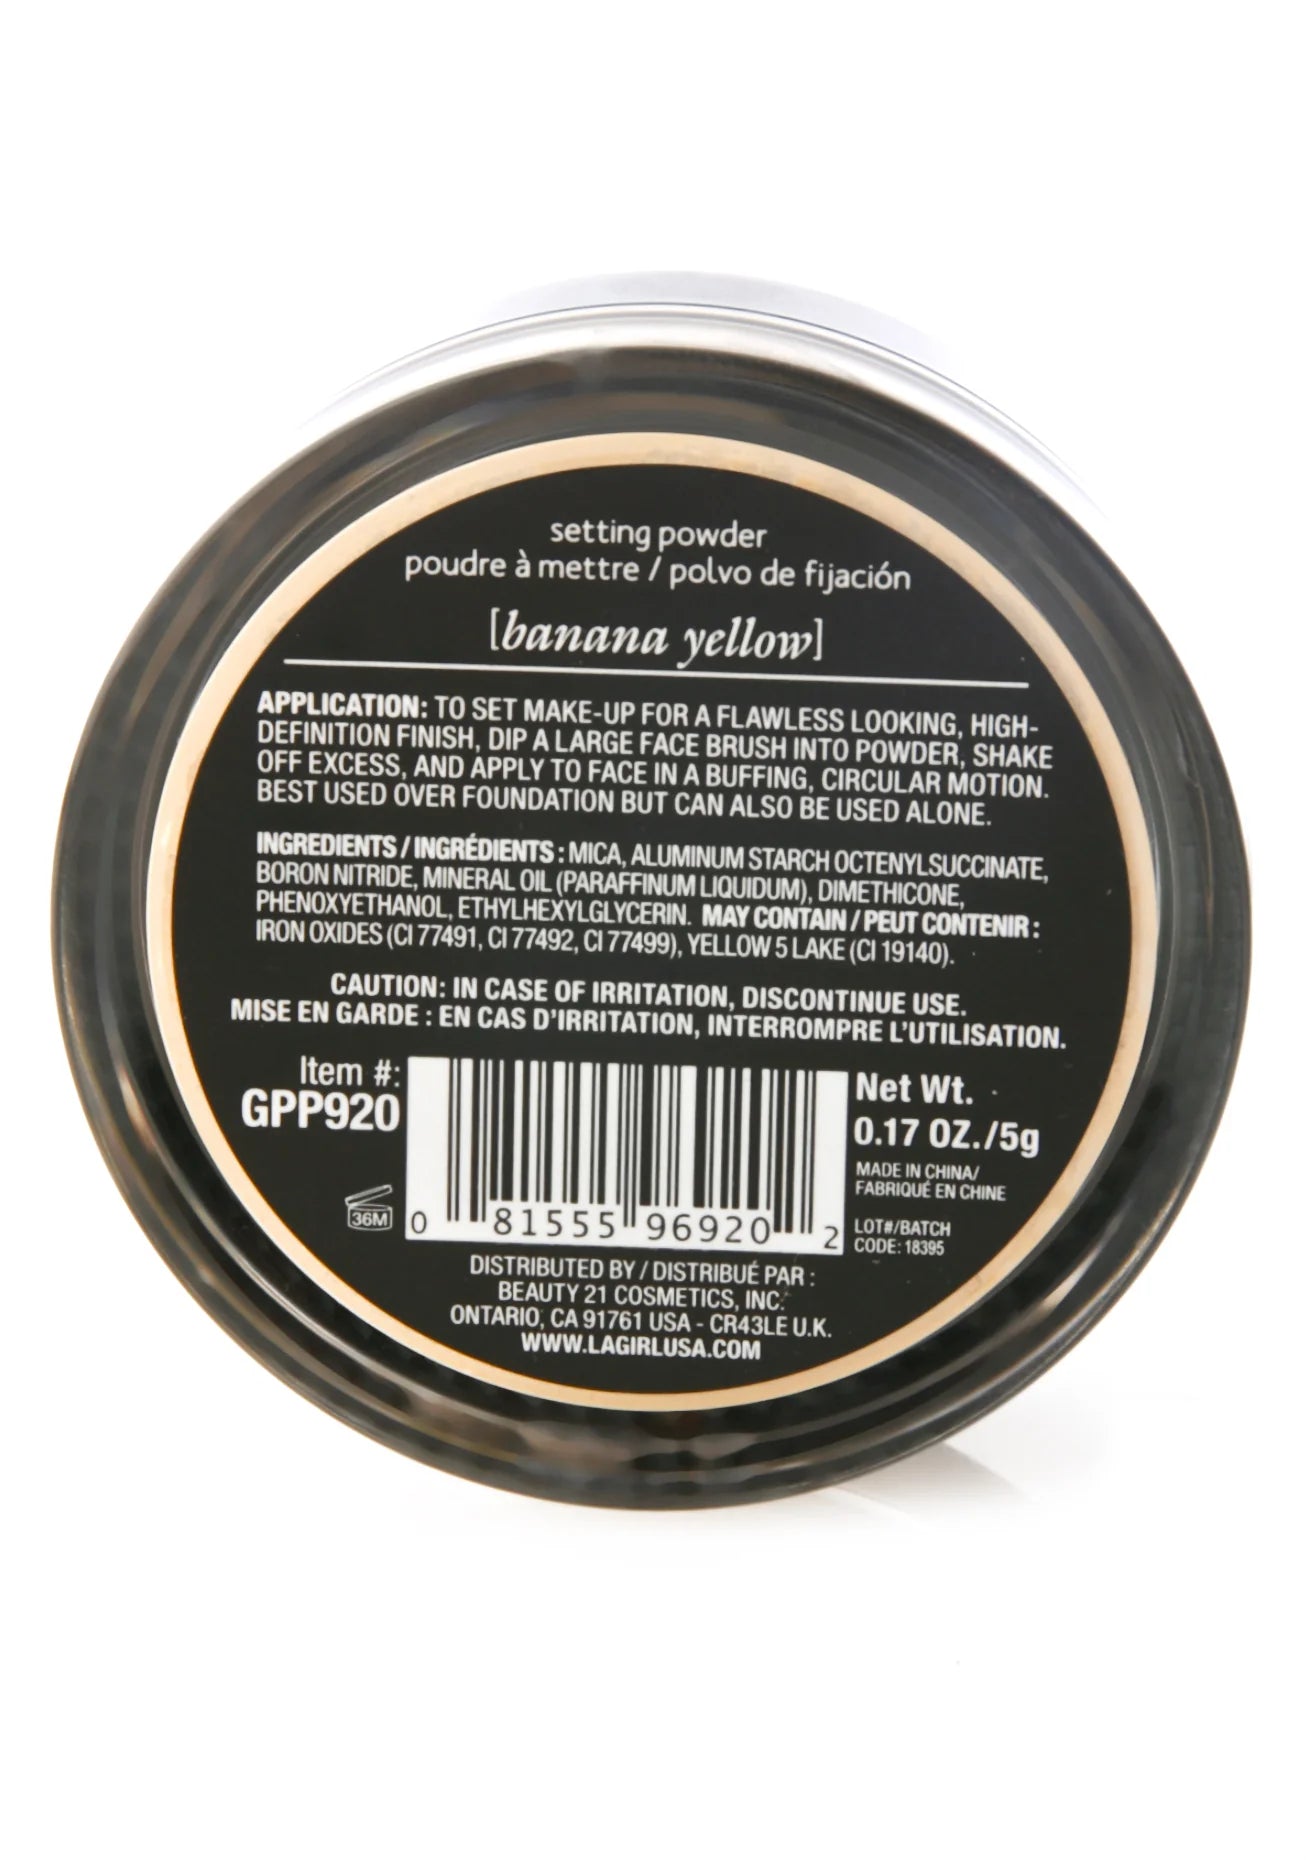 setting powder
poudre à mettre / polvo de fijación
[banana yellow]
APPLICATION: TO SET MAKE-UP FOR A FLAWLESS LOOKING, HIGH-
DEFINITION FINISH, DIP A LARGE FACE BRUSH INTO POWDER, SHAKE
OFF EXCESS, AND APPLY TO FACE IN A BUFFING, CIRCULAR MOTION.
BEST USED OVER FOUNDATION BUT CAN ALSO BE USED ALONE.
INGREDIENTS / INGRÉDIENTS : MICA, ALUMINUM STARCH OCTENYLSUCCINATE,
BORON NITRIDE, MINERAL OIL (PARAFFINUM LIQUIDUM), DIMETHICONE,
PHENOXYETHANOL, ETHYLHEXYLGLYCERIN. MAY CONTAIN / PEUT CONTENIR :
IRON OXIDES (CI 77491, CI 77492, CI 77499), YELLOW 5 LAKE (CI 19140).
CAUTION: IN CASE OF IRRITATION, DISCONTINUE USE.
MISE EN GARDE : EN CAS D'IRRITATION, INTERROMPRE L'UTILISATION.
Item #:
GPP920
36M
0 81555 96920 2
Net Wt.
0.17 OZ./5g
MADE IN CHINA/
FABRIQUÉ EN CHINE
LOT#/BATCH
CODE: 18395
DISTRIBUTED BY / DISTRIBUÉ PAR :
BEAUTY 21 COSMETICS, INC.
ONTARIO, CA 91761 USA - CR43LE U.K.
WWW.LAGIRLUSA.COM